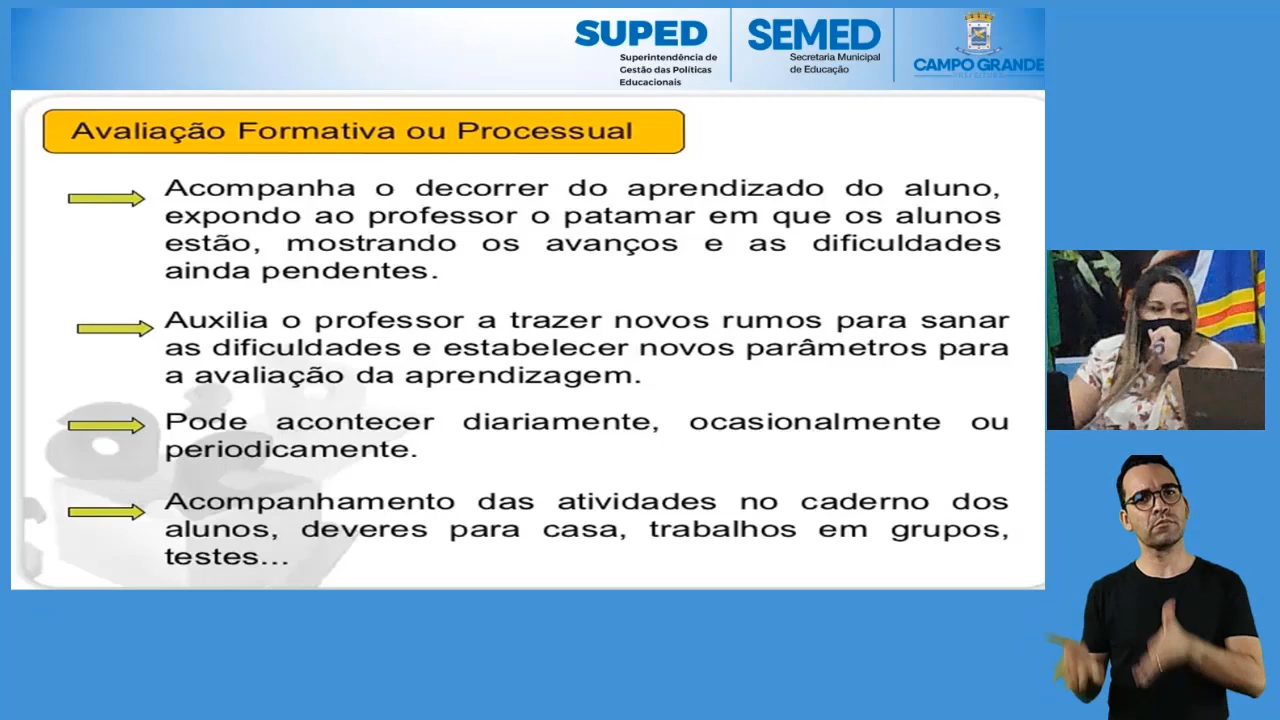 SUPED
Superintendência de
Gestão das Políticas
Educacionais
SEMED
Secretaria Municipal
de Educação
CAMPO GRANDE
PREFEITURA
Avaliação Formativa ou Processual
Acompanha o decorrer do aprendizado do aluno,
expondo ao professor o patamar em que os alunos
estão, mostrando os avanços e as dificuldades
ainda pendentes.
Auxilia o professor a trazer novos rumos para sanar
as dificuldades e estabelecer novos parâmetros para
a avaliação da aprendizagem.
Pode acontecer diariamente, ocasionalmente ou
periodicamente.
Acompanhamento das atividades no caderno dos
alunos, deveres para casa, trabalhos em grupos,
testes...